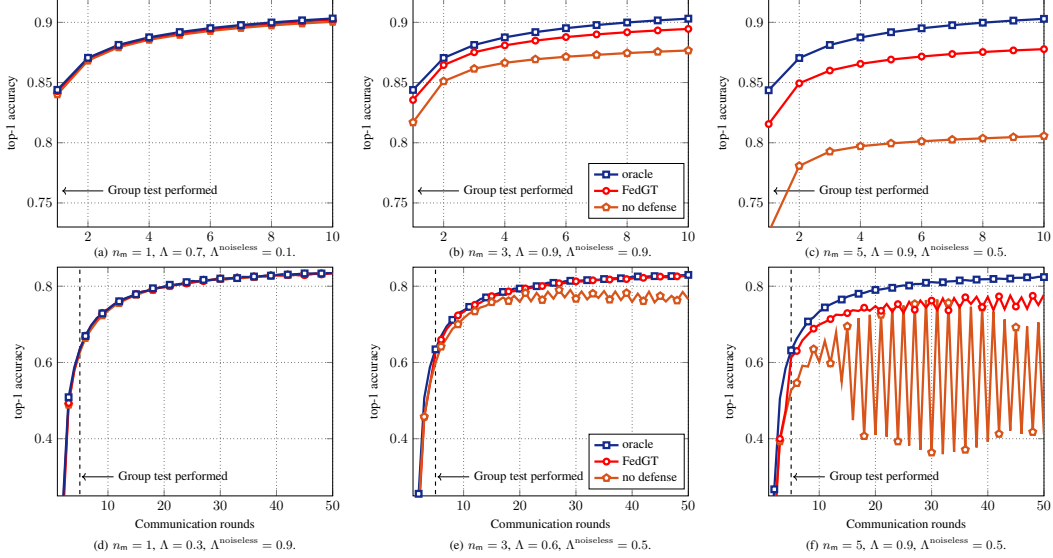 0.9
0.85
0.8
0.75
top-1 accuracy
Group test performed
2 4 6 8 10
(a) nₘ = 1, Λ = 0.7, Λ^noiseless = 0.1.
0.9
0.85
0.8
0.75
top-1 accuracy
Group test performed
oracle
FedGT
no defense
2 4 6 8 10
(b) nₘ = 3, Λ = 0.9, Λ^noiseless = 0.9.
0.9
0.85
0.8
0.75
top-1 accuracy
Group test performed
2 4 6 8 10
(c) nₘ = 5, Λ = 0.9, Λ^noiseless = 0.5.
0.8
0.6
0.4
top-1 accuracy
Group test performed
10 20 30 40 50
Communication rounds
(d) nₘ = 1, Λ = 0.3, Λ^noiseless = 0.9.
0.8
0.6
0.4
top-1 accuracy
oracle
FedGT
no defense
Group test performed
10 20 30 40 50
Communication rounds
(e) nₘ = 3, Λ = 0.6, Λ^noiseless = 0.5.
0.8
0.6
0.4
top-1 accuracy
Group test performed
10 20 30 40 50
Communication rounds
(f) nₘ = 5, Λ = 0.9, Λ^noiseless = 0.5.